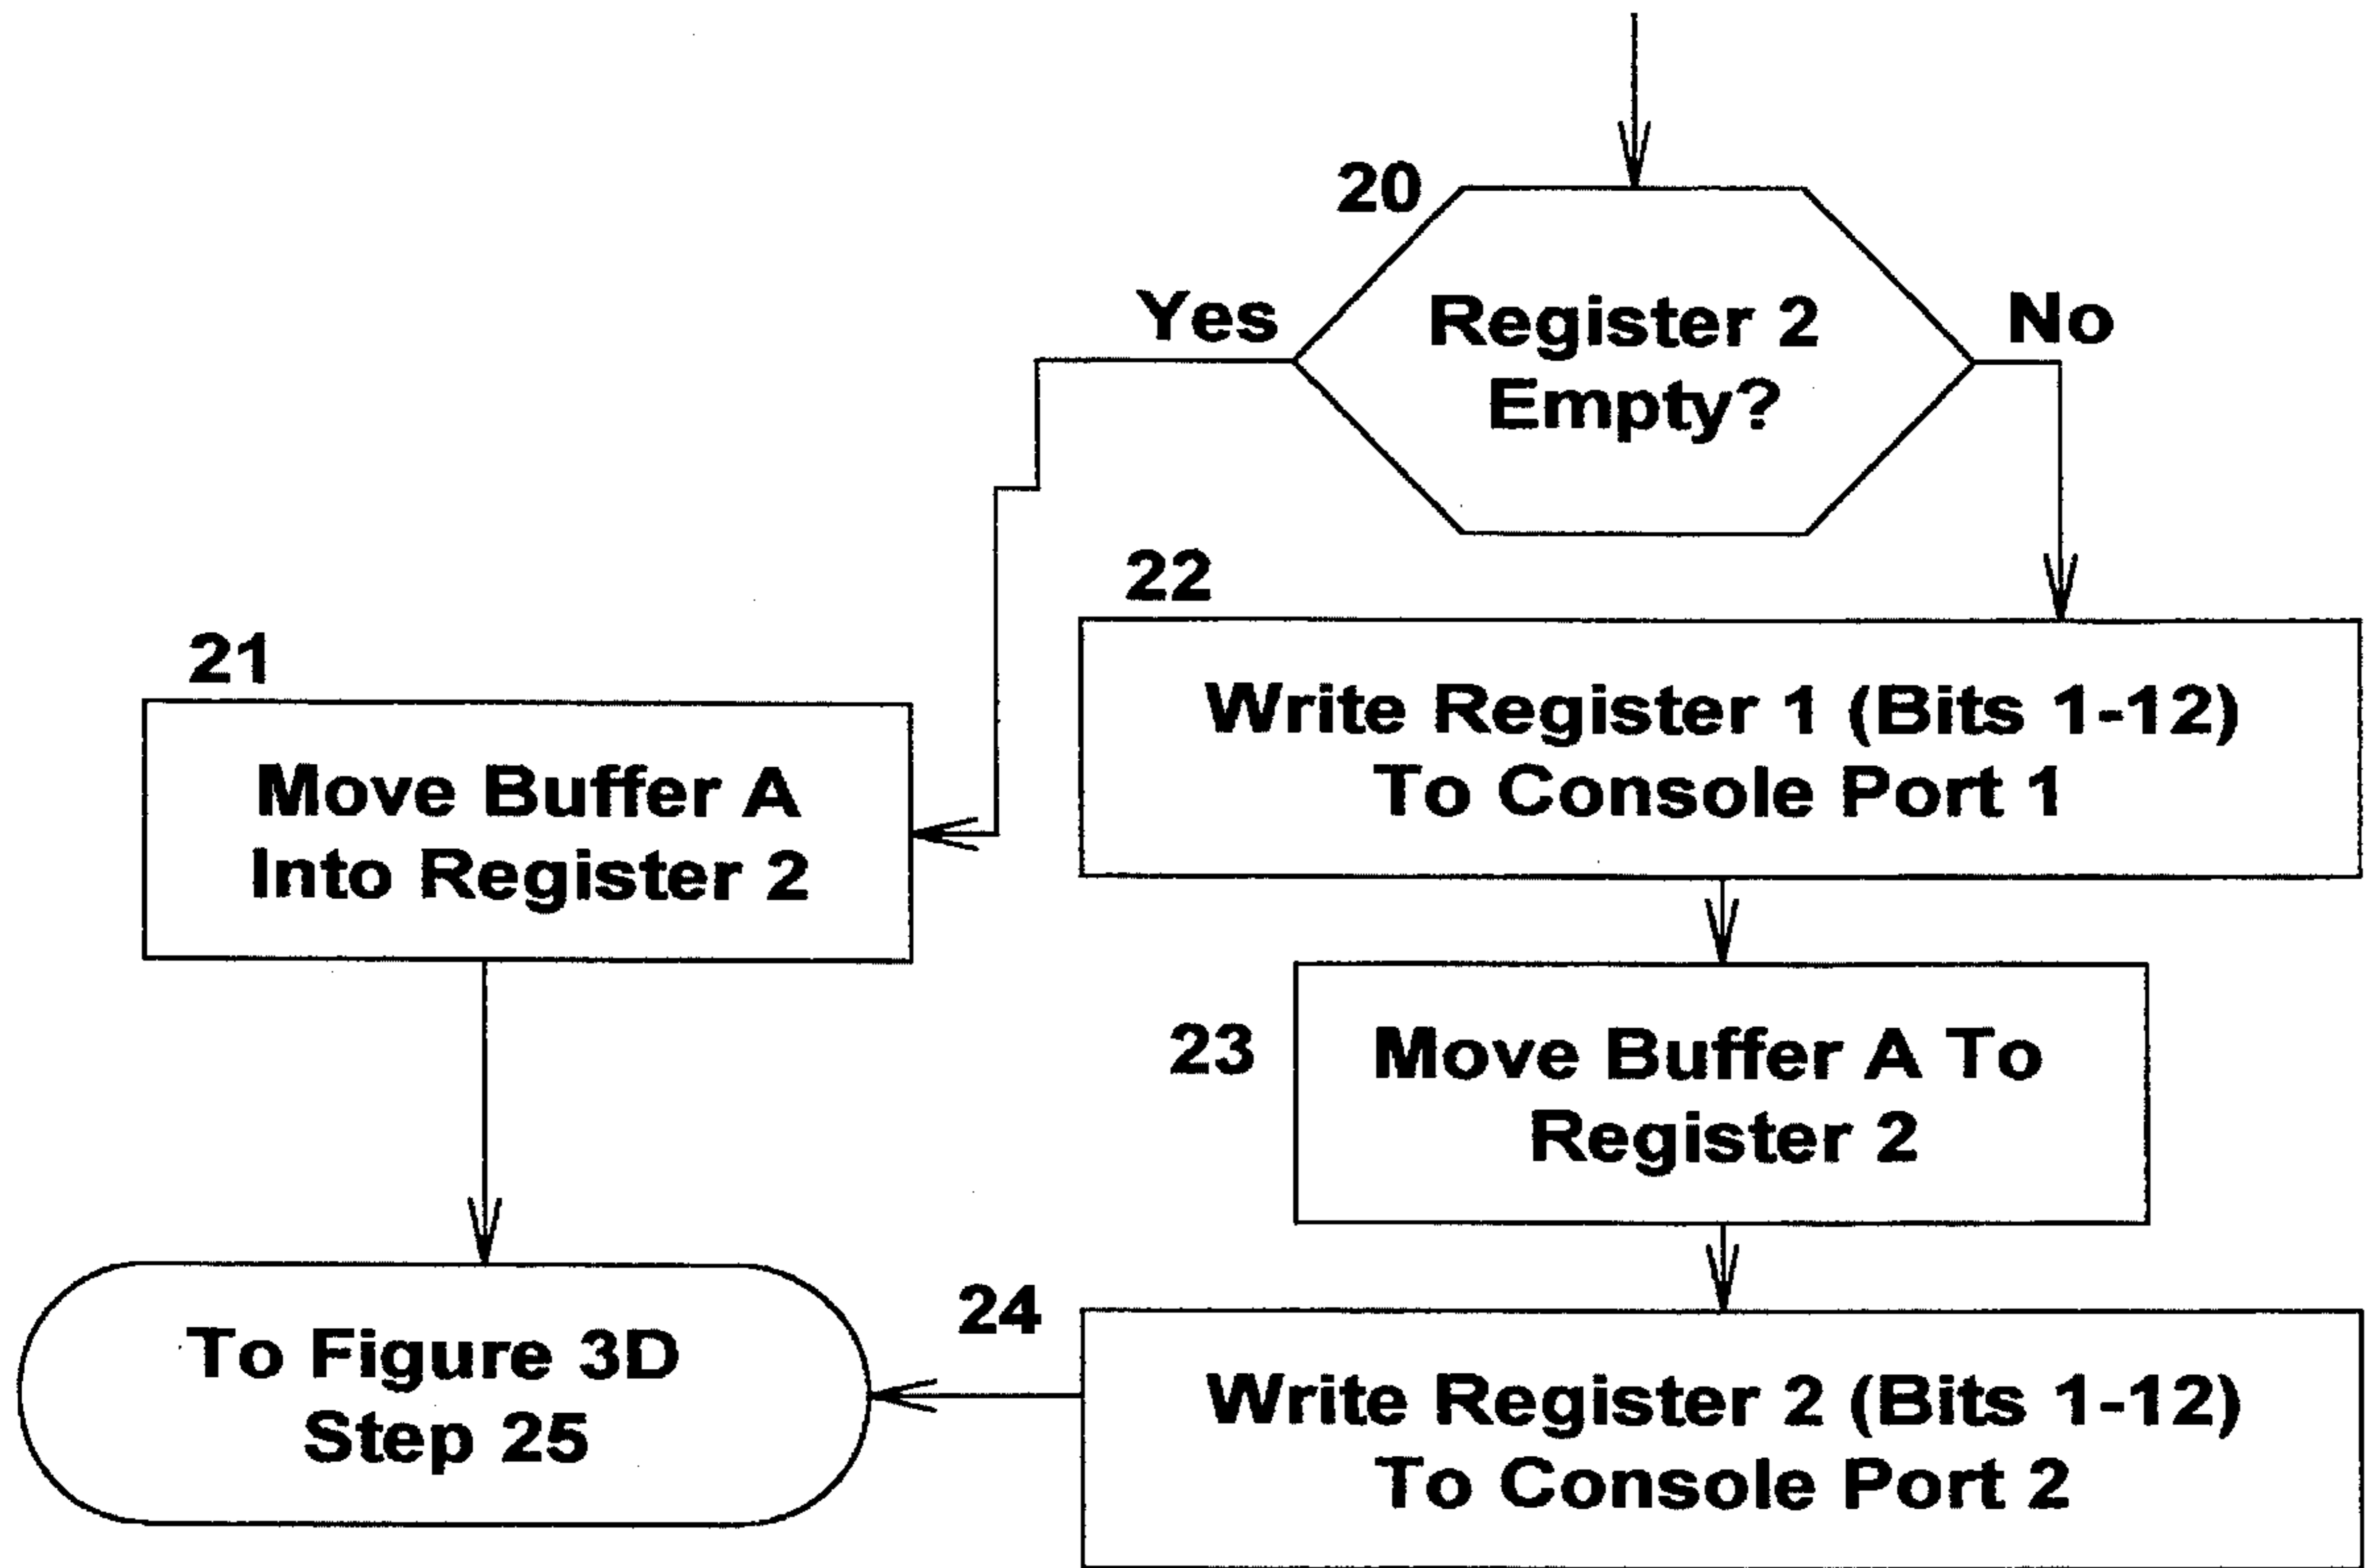 20
Yes
Register 2
Empty?
No
22
Write Register 1 (Bits 1-12)
To Console Port 1
21
Move Buffer A
Into Register 2
23
Move Buffer A To
Register 2
24
Write Register 2 (Bits 1-12)
To Console Port 2
To Figure 3D
Step 25